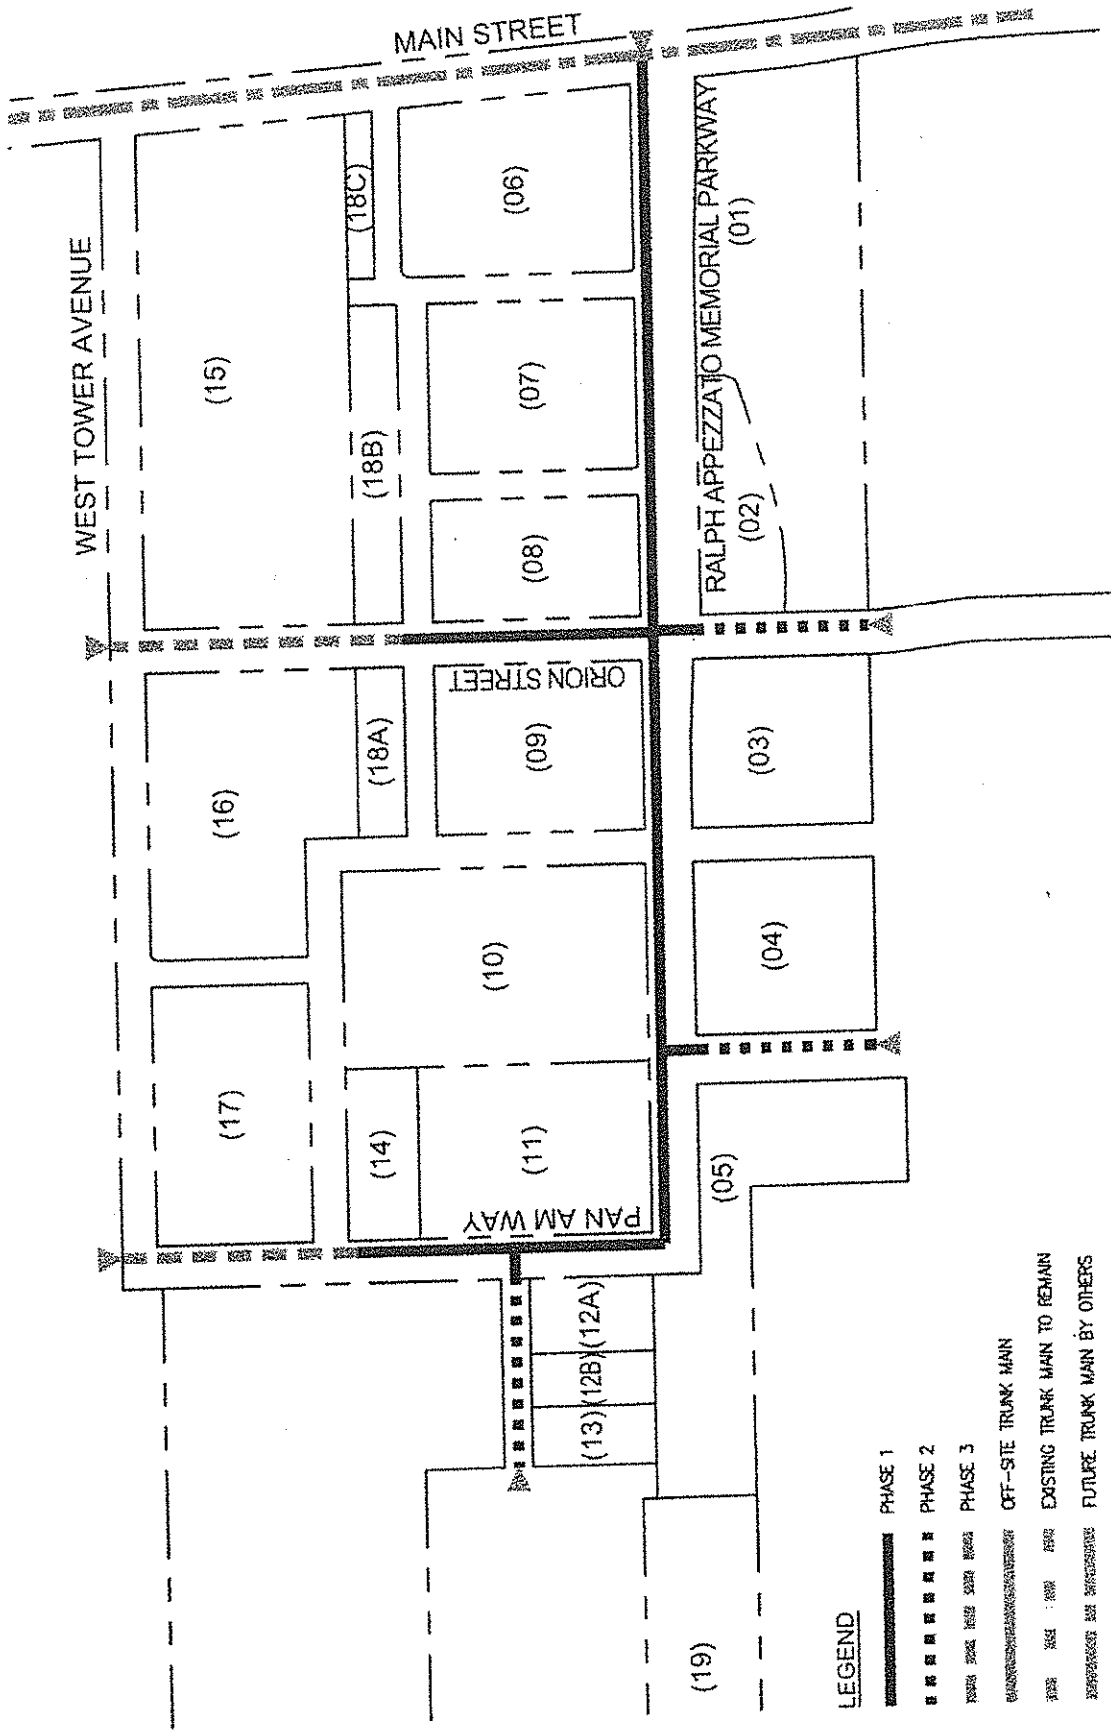 MAIN STREET
WEST TOWER AVENUE
(15)
(18C)
(06)
(18B)
(07)
(08)
RALPH APPEZZATO MEMORIAL PARKWAY
(01)
(02)
ORION STREET
(16)
(18A)
(09)
(03)
(10)
(04)
(17)
(14)
(11)
PAN AM WAY
(05)
(12A)
(12B)
(13)
(19)
LEGEND
PHASE 1
PHASE 2
PHASE 3
OFF-SITE TRUNK MAIN
EXISTING TRUNK MAIN TO REMAIN
FUTURE TRUNK MAIN BY OTHERS